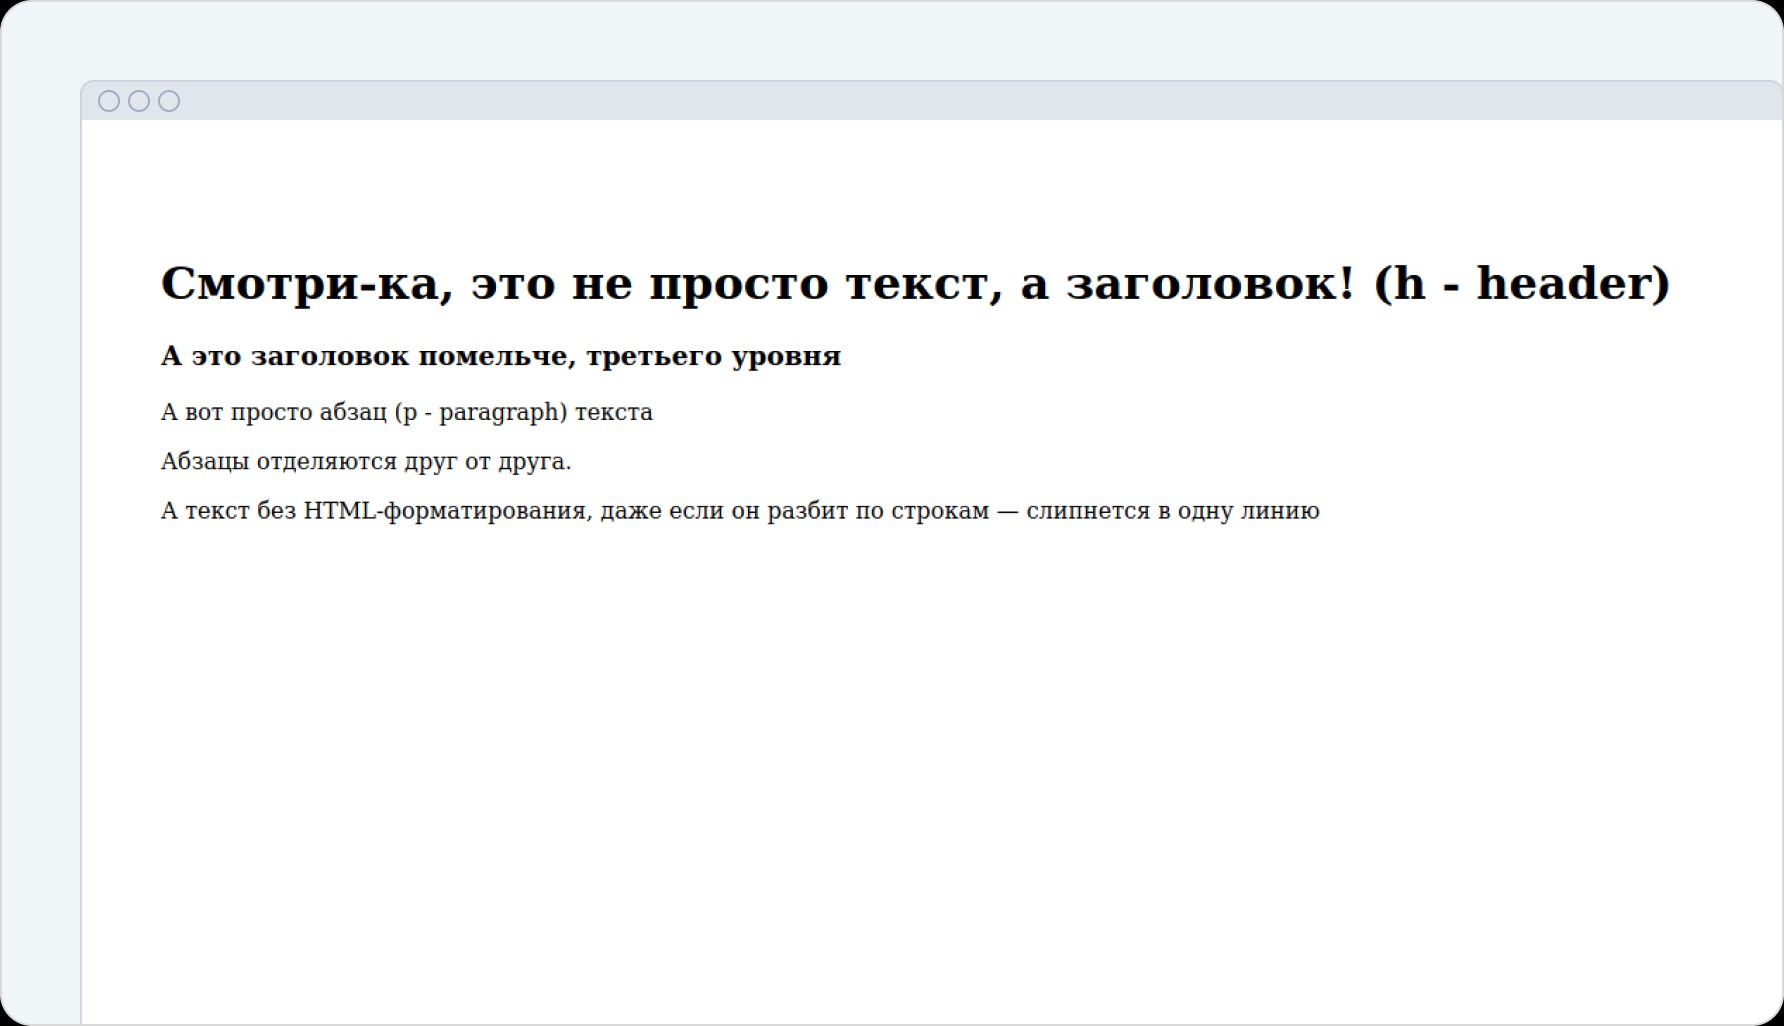 Смотри-ка, это не просто текст, а заголовок! (h - header)
А это заголовок помельче, третьего уровня
А вот просто абзац (p - paragraph) текста
Абзацы отделяются друг от друга.
А текст без HTML-форматирования, даже если он разбит по строкам — слипнется в одну линию